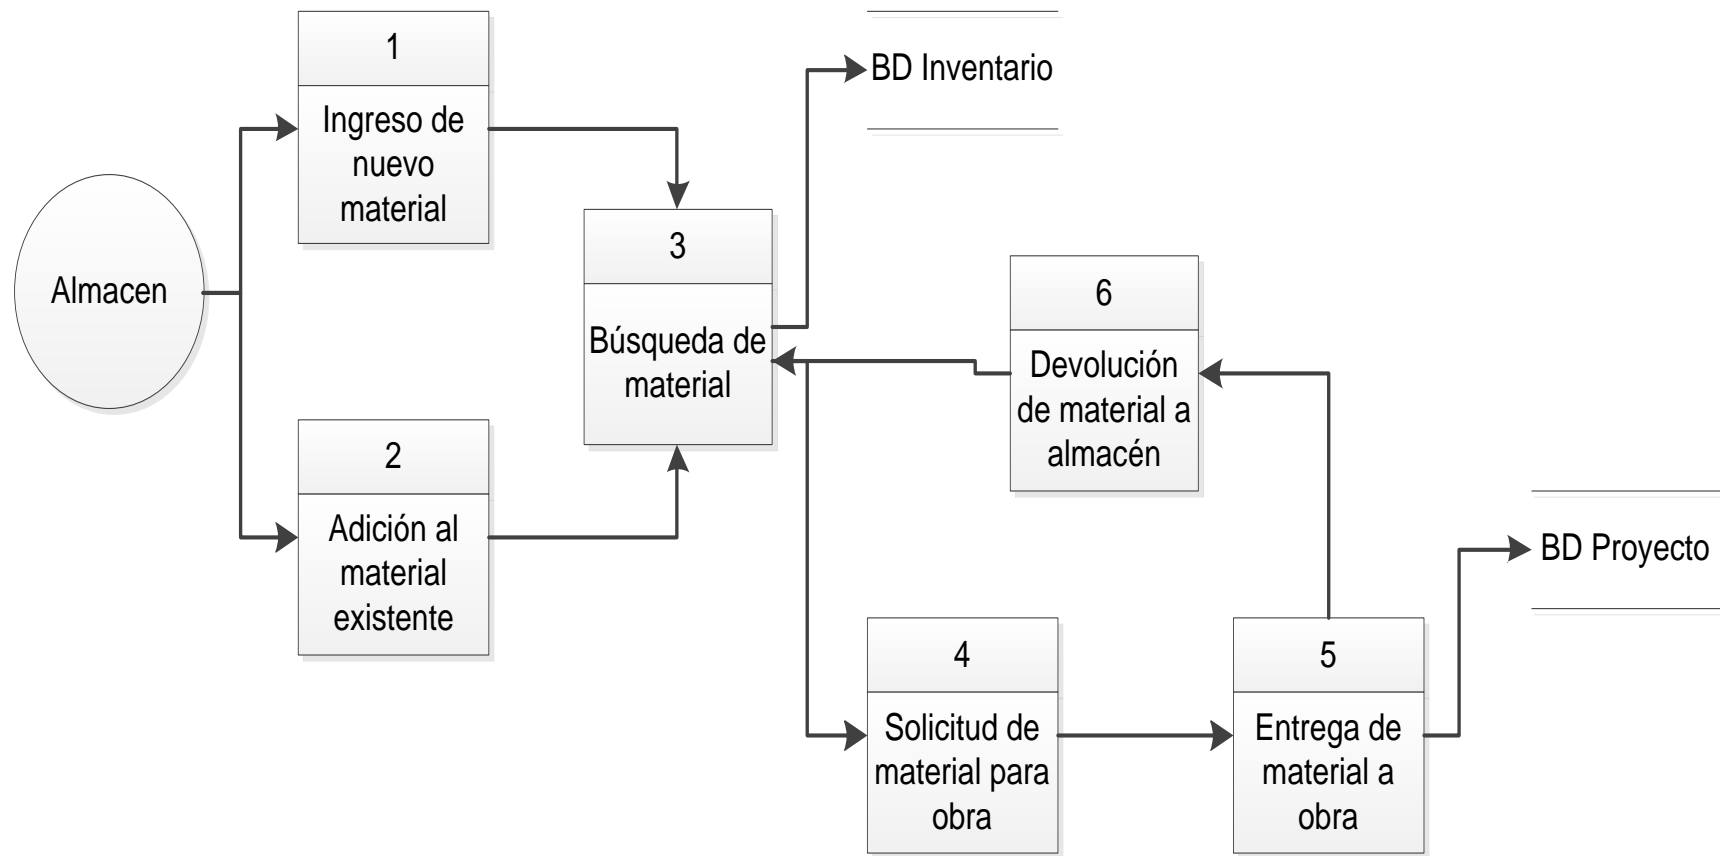 1
Ingreso de
nuevo
material
BD Inventario
Almacen
3
Búsqueda de
material
6
Devolución
de material a
almacén
2
Adición al
material
existente
BD Proyecto
4
Solicitud de
material para
obra
5
Entrega de
material a
obra